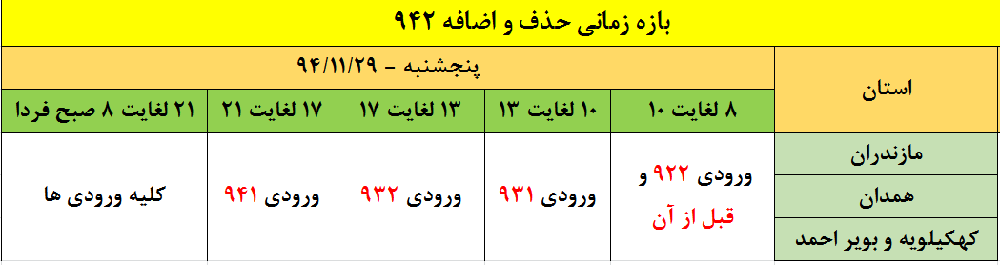 بازه زمانی حذف و اضافه ۹۴۲
استان
پنجشنبه - ۹۴/۱۱/۲۹
۸ لغایت ۱۰
۱۰ لغایت ۱۳
۱۳ لغایت ۱۷
۱۷ لغایت ۲۱
۲۱ لغایت ۸ صبح فردا
مازندران
همدان
کهکیلویه و بویر احمد
ورودی ۹۲۲ و
قبل از آن
ورودی ۹۳۱
ورودی ۹۳۲
ورودی ۹۴۱
کلیه ورودی ها